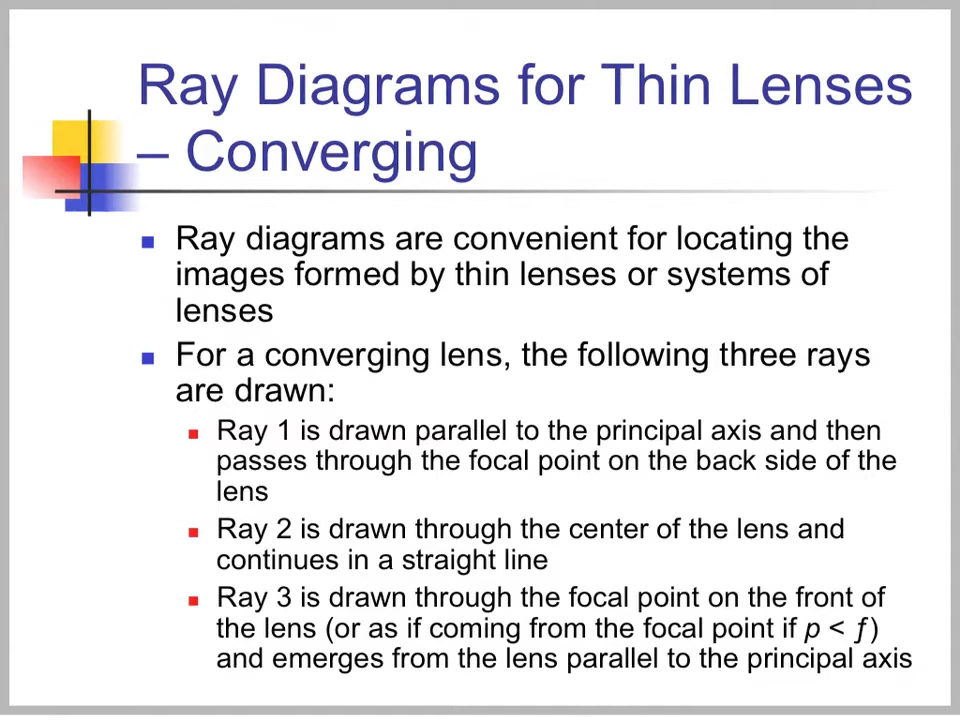 Ray Diagrams for Thin Lenses
– Converging
Ray diagrams are convenient for locating the
images formed by thin lenses or systems of
lenses
For a converging lens, the following three rays
are drawn:
Ray 1 is drawn parallel to the principal axis and then
passes through the focal point on the back side of the
lens
Ray 2 is drawn through the center of the lens and
continues in a straight line
Ray 3 is drawn through the focal point on the front of
the lens (or as if coming from the focal point if p < ƒ)
and emerges from the lens parallel to the principal axis